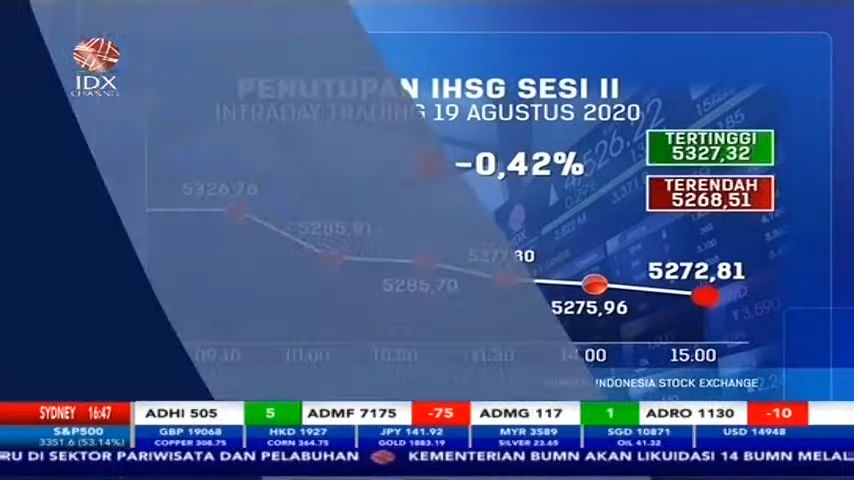 IDX
CHANNEL
PENUTUPAN IHSG SESI II
INTRADAY TRADING 19 AGUSTUS 2020
-0,42%
TERTINGGI
5327,32
TERENDAH
5268,51
5326,76
5285,91
5285,70
80
5275,96
5272,81
09.10
10.00
14.00
15.00
INDONESIA STOCK EXCHANGE
SYDNEY 16:47
ADHI 505 5 ADMF 7175 -75 ADMG 117 1 ADRO 1130 -10
S&P500
3351.6 (53.14%)
GBP 19068 HKD 1927 JPY 141.92 MYR 3589 SGD 10871 USD 14948
COPPER 308.75 CORN 364.75 GOLD 1883.19 SILVER 23.65 OIL 41.32
RU DI SEKTOR PARIWISATA DAN PELABUHAN KEMENTERIAN BUMN AKAN LIKUIDASI 14 BUMN MELAL